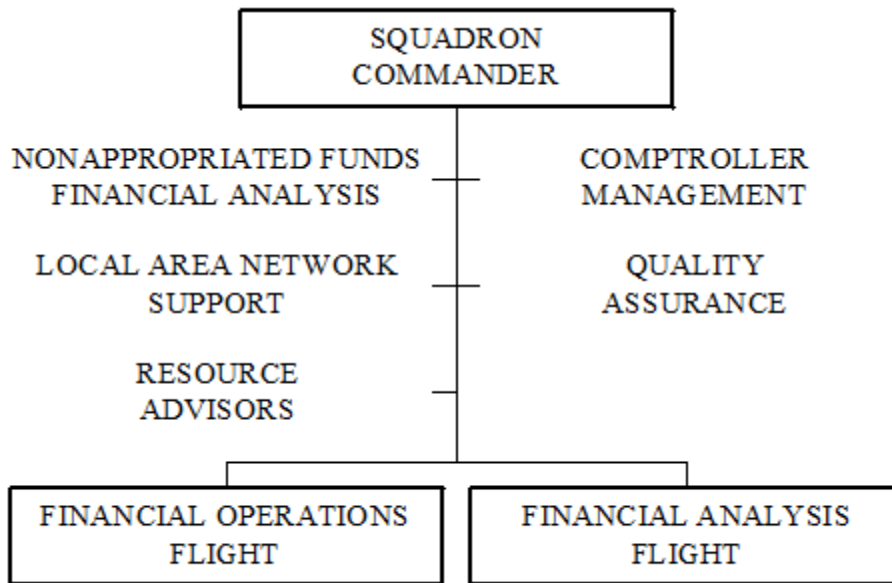 SQUADRON
COMMANDER
NONAPPROPRIATED FUNDS
FINANCIAL ANALYSIS
COMPTROLLER
MANAGEMENT
LOCAL AREA NETWORK
SUPPORT
QUALITY
ASSURANCE
RESOURCE
ADVISORS
FINANCIAL OPERATIONS
FLIGHT
FINANCIAL ANALYSIS
FLIGHT